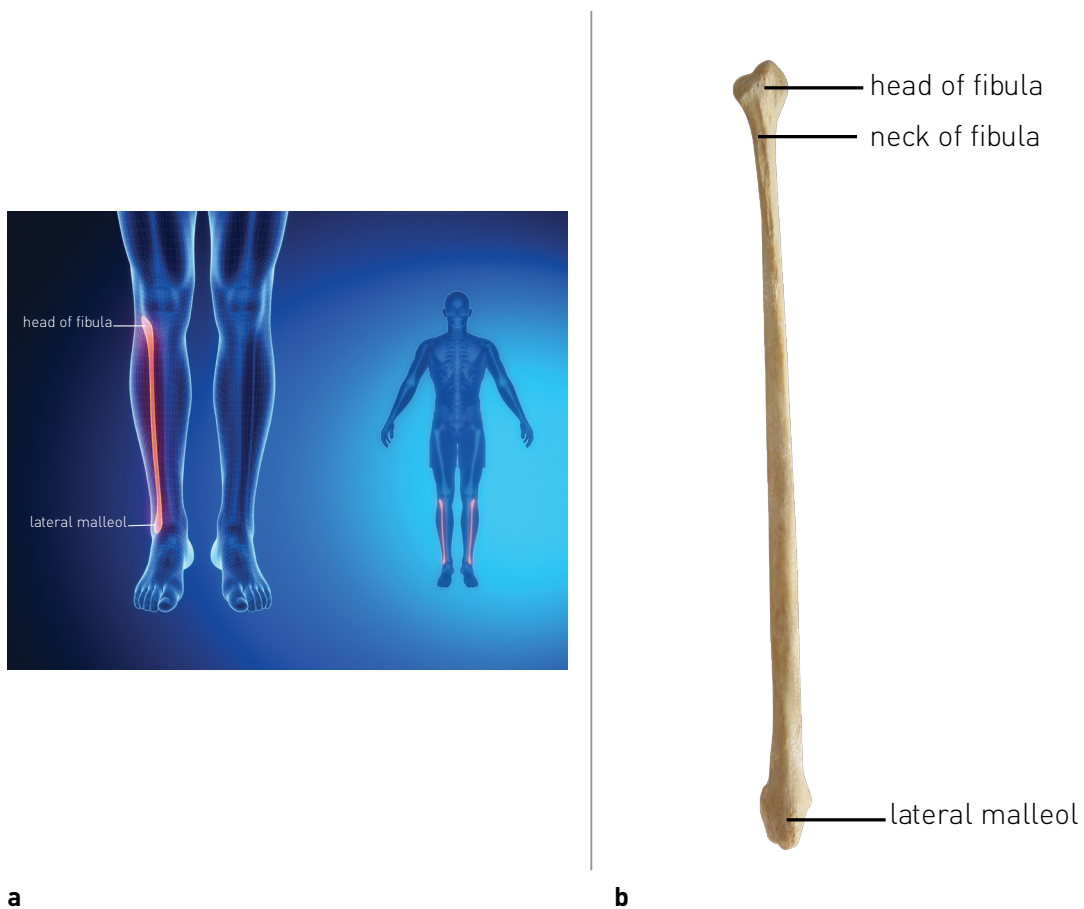 head of fibula
lateral malleol
a
head of fibula
neck of fibula
lateral malleol
b